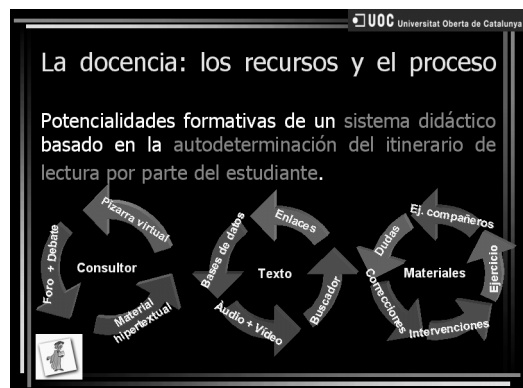 UOC Universitat Oberta de Catalunya
La docencia: los recursos y el proceso
Potencialidades formativas de un sistema didáctico
basado en la autodeterminación del itinerario de
lectura por parte del estudiante.
Pizarra virtual
Foro + Debate
Consultor
Material
hipertextual
Enlaces
Bases de datos
Texto
Buscador
Àudio + Vídeo
Ej. compañeros
Dudas
Materiales
Ejercicio
Correcciones
Intervenciones